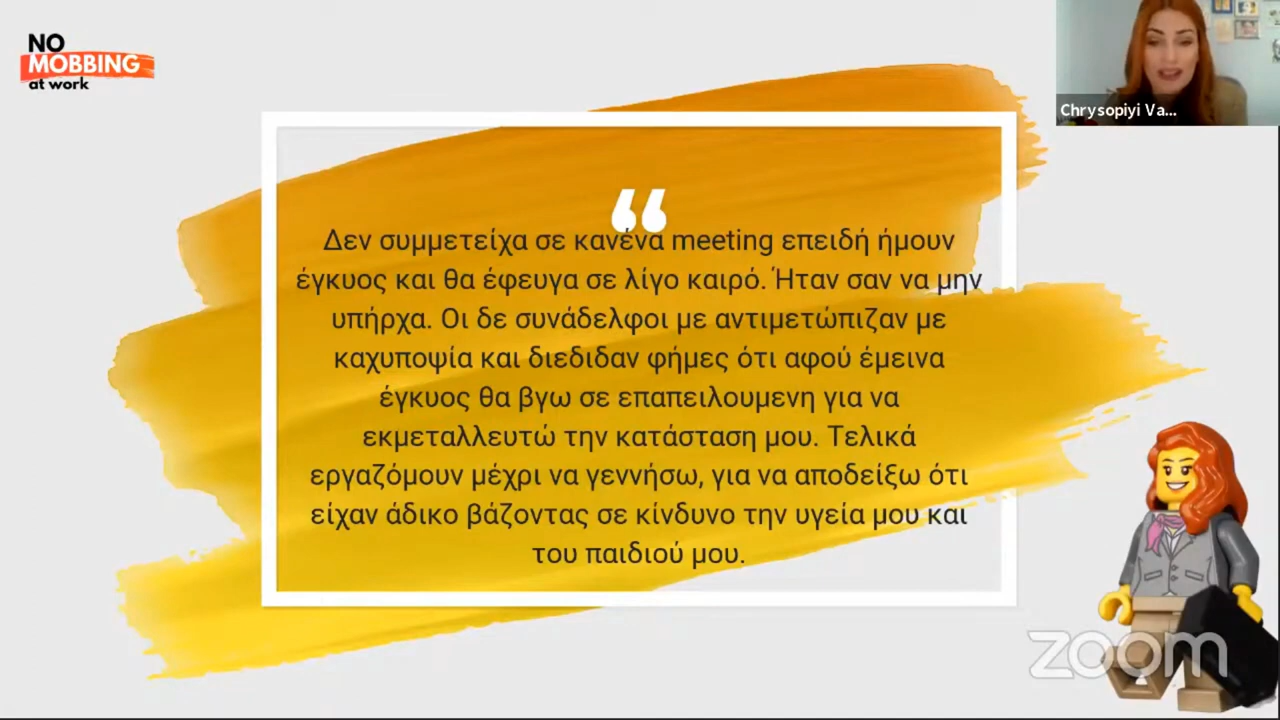 NO
MOBBING
at work
Chrysopiyi Va...
“
Δεν συμμετείχα σε κανένα meeting επειδή ήμουν
έγκυος και θα έφευγα σε λίγο καιρό. Ήταν σαν να μην
υπήρχα. Οι δε συνάδελφοι με αντιμετώπιζαν με
καχυποψία και διεδιδαν φήμες ότι αφού έμεινα
έγκυος θα βγω σε επαπειλουμενη για να
εκμεταλλευτώ την κατάσταση μου. Τελικά
εργαζόμουν μέχρι να γεννήσω, για να αποδείξω ότι
είχαν άδικο βάζοντας σε κίνδυνο την υγεία μου και
του παιδιού μου.
zoom